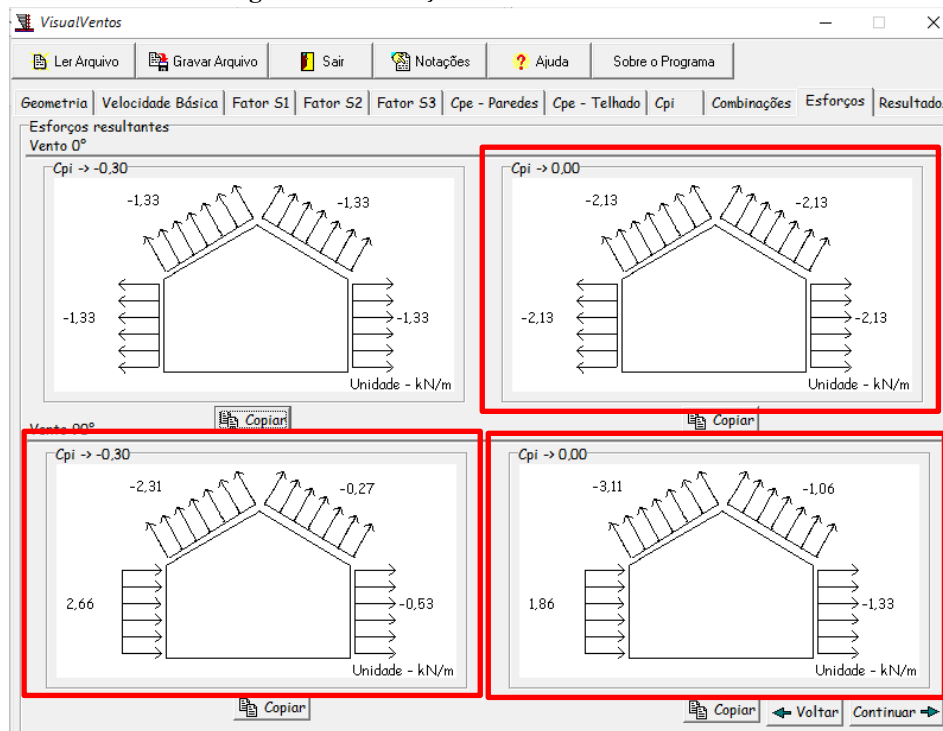 VisualVentos
Ler Arquivo Gravar Arquivo Sair Notações ? Ajuda Sobre o Programa
Geometria Velocidade Básica Fator S1 Fator S2 Fator S3 Cpe - Paredes Cpe - Telhado Cpi Combinações Esforços Resultado
Esforços resultantes
Vento 0°
Cpi -> -0,30
-1,33 -1,33
-1,33 -1,33
Unidade - kN/m
Copiar
Cpi -> 0,00
-2,13 -2,13
-2,13 -2,13
Unidade - kN/m
Copiar
Vento 90°
Cpi -> -0,30
-2,31 -0,27
2,66 -0,53
Unidade - kN/m
Copiar
Cpi -> 0,00
-3,11 -1,06
1,86 -1,33
Unidade - kN/m
Copiar Voltar Continuar